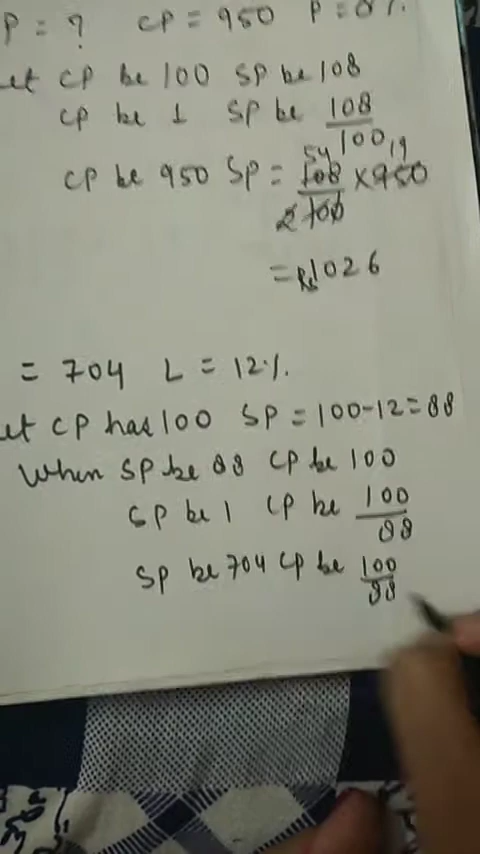 P = ? CP = 950 P = 8%
et CP be 100 SP be 108
CP be 1 SP be 108/100
CP be 950 SP = 108/100 × 950
54 19
2
= Rs 1026
= 704 L = 12%.
et CP has 100 SP = 100-12 = 88
When SP be 88 CP be 100
SP be 1 CP be 100/88
SP be 704 CP be 100/88